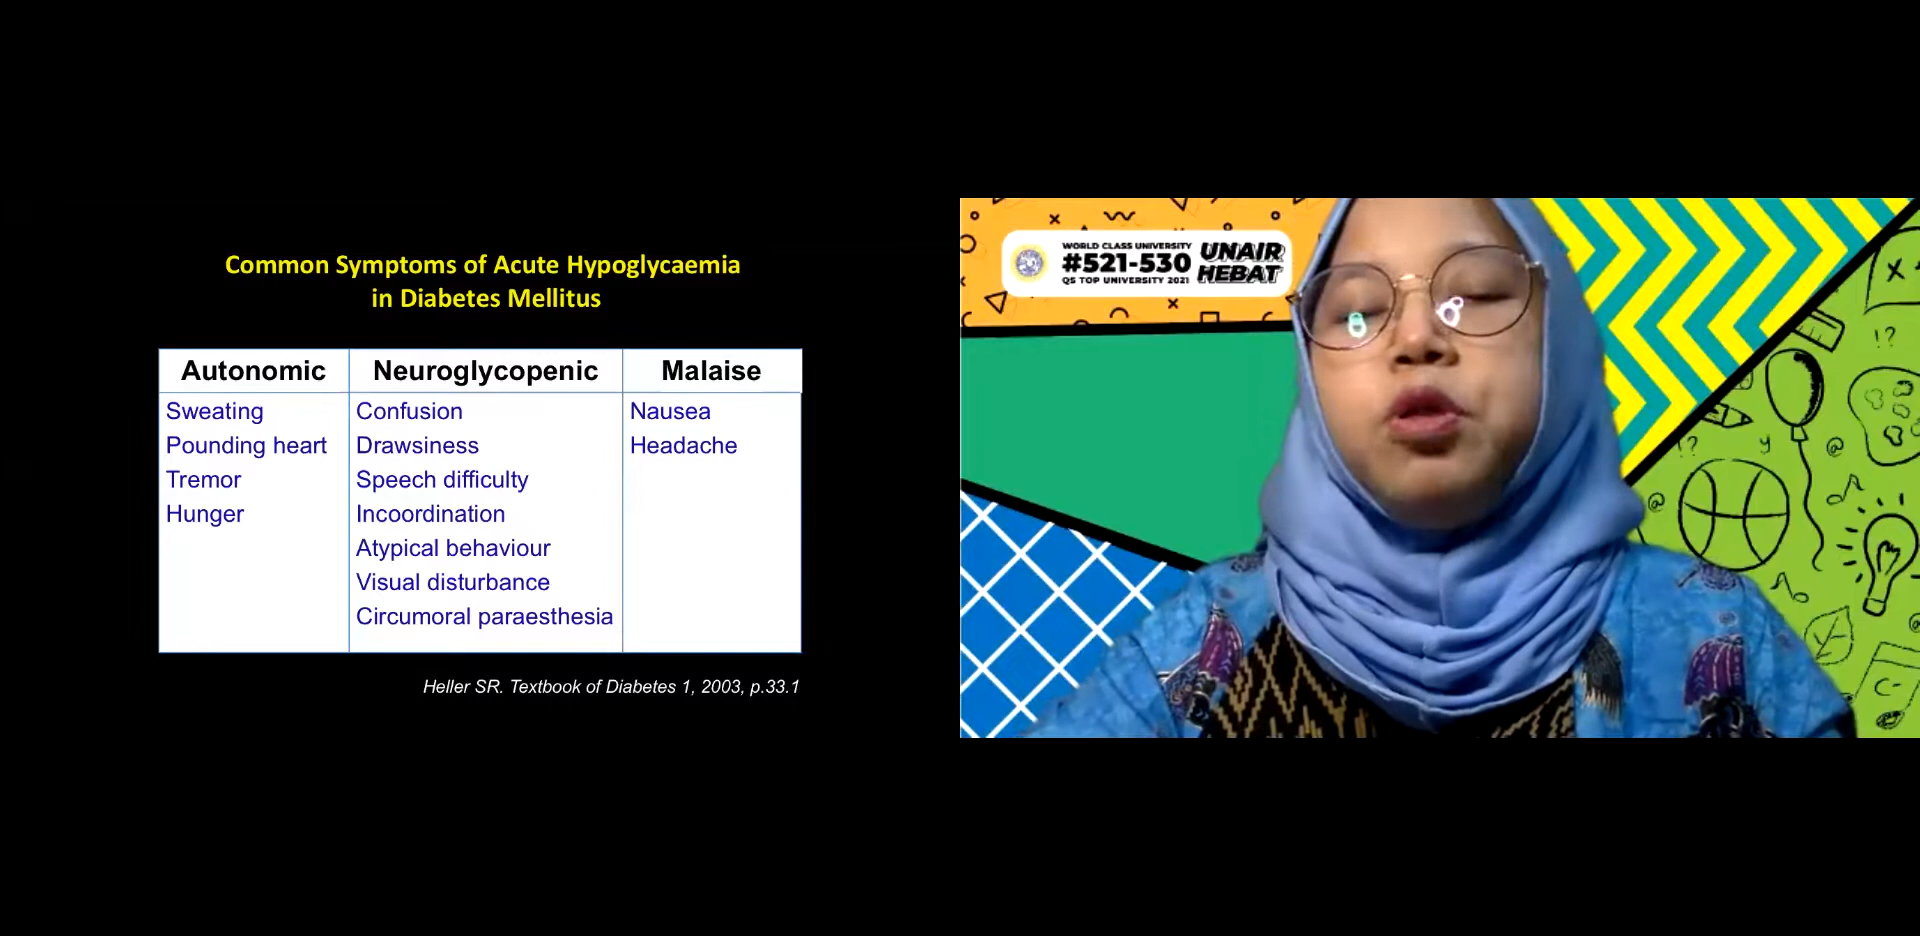 Common Symptoms of Acute Hypoglycaemia
in Diabetes Mellitus
Autonomic
Sweating
Pounding heart
Tremor
Hunger
Neuroglycopenic
Confusion
Drawsiness
Speech difficulty
Incoordination
Atypical behaviour
Visual disturbance
Circumoral paraesthesia
Malaise
Nausea
Headache
Heller SR. Textbook of Diabetes 1, 2003, p.33.1
WORLD CLASS UNIVERSITY
#521-530
QS TOP UNIVERSITY 2021
UNAIR
HEBAT
!?
!?
y
@
@
@
C-